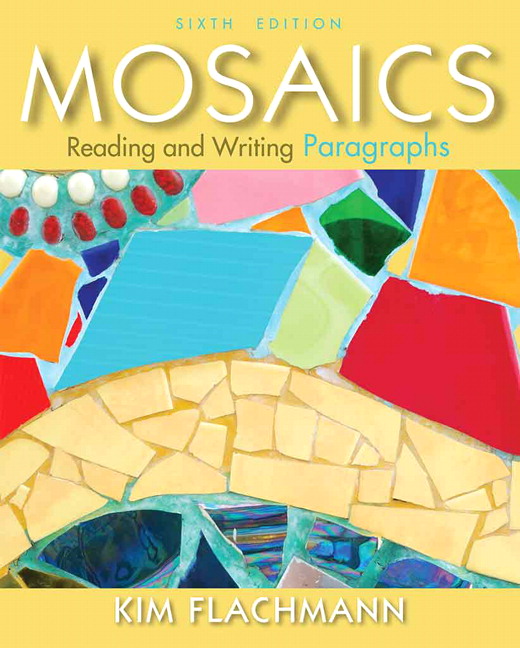 SIXTH EDITION
MOSAICS
Reading and Writing Paragraphs
KIM FLACHMANN